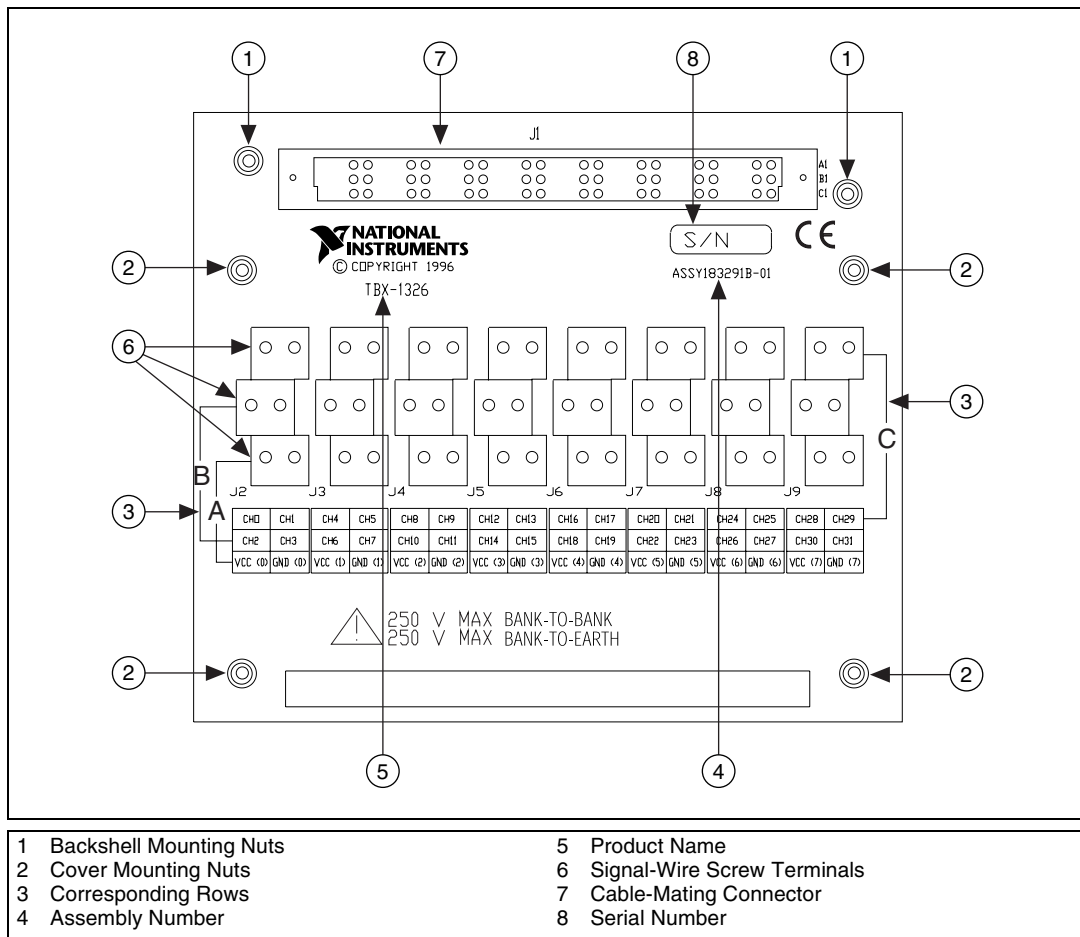 1 7 8 1
J1
A1
B1
C1
NATIONAL
INSTRUMENTS
© COPYRIGHT 1996
TBX-1326
S/N CE
ASSY183291B-01
2 2
6
3
B A C
3
J2 J3 J4 J5 J6 J7 J8 J9
CH0 CH1 CH4 CH5 CH8 CH9 CH12 CH13 CH16 CH17 CH20 CH21 CH24 CH25 CH28 CH29
CH2 CH3 CH6 CH7 CH10 CH11 CH14 CH15 CH18 CH19 CH22 CH23 CH26 CH27 CH30 CH31
VCC (0) GND (0) VCC (1) GND (1) VCC (2) GND (2) VCC (3) GND (3) VCC (4) GND (4) VCC (5) GND (5) VCC (6) GND (6) VCC (7) GND (7)
! 250 V MAX BANK-TO-BANK
250 V MAX BANK-TO-EARTH
2 2
5 4
1 Backshell Mounting Nuts
2 Cover Mounting Nuts
3 Corresponding Rows
4 Assembly Number
5 Product Name
6 Signal-Wire Screw Terminals
7 Cable-Mating Connector
8 Serial Number